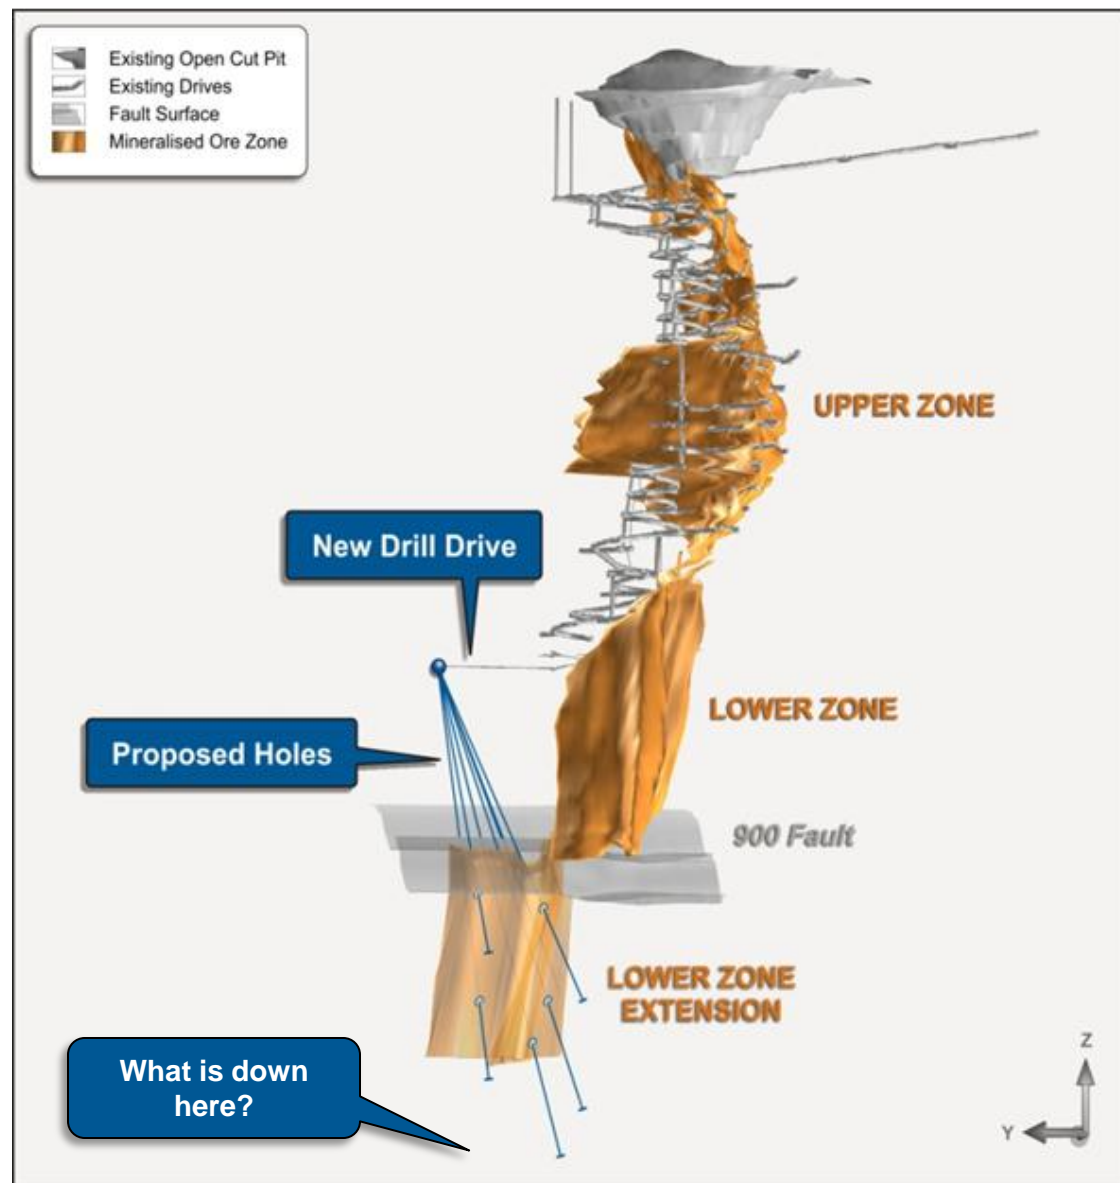 Existing Open Cut Pit
Existing Drives
Fault Surface
Mineralised Ore Zone
UPPER ZONE
New Drill Drive
LOWER ZONE
Proposed Holes
900 Fault
LOWER ZONE
EXTENSION
What is down
here?
Z
Y